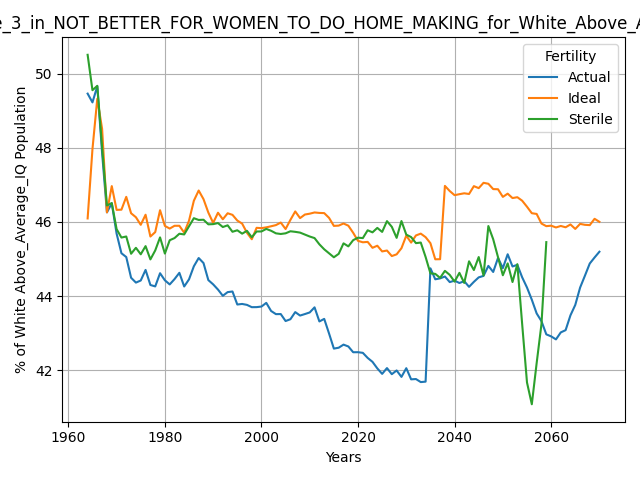 _3_in_NOT_BETTER_FOR_WOMEN_TO_DO_HOME_MAKING_for_White_Above_A
Fertility
Actual
Ideal
Sterile
% of White Above_Average_IQ Population
50
48
46
44
42
1960 1980 2000 2020 2040 2060
Years